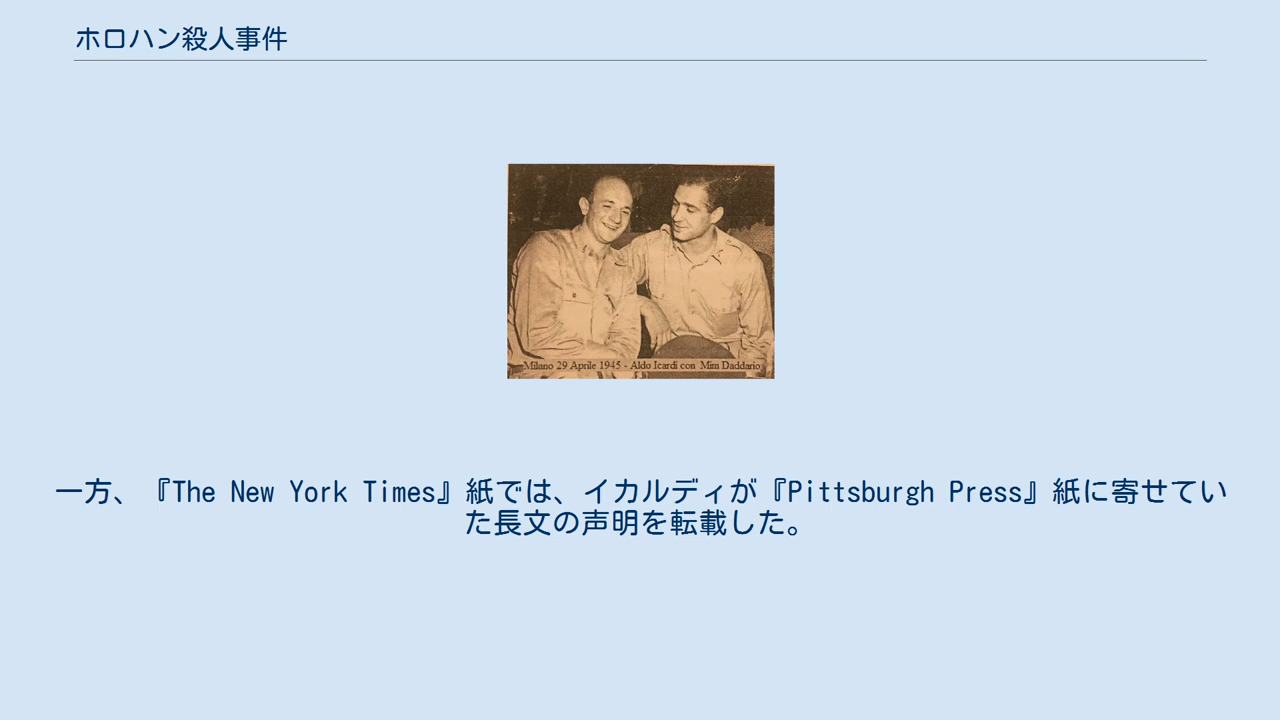 ホロハン殺人事件
Milano 29 Aprile 1945 - Aldo Icardi con Mim Daddario
一方、『The New York Times』紙では、イカルディが『Pittsburgh Press』紙に寄せてい
た長文の声明を転載した。